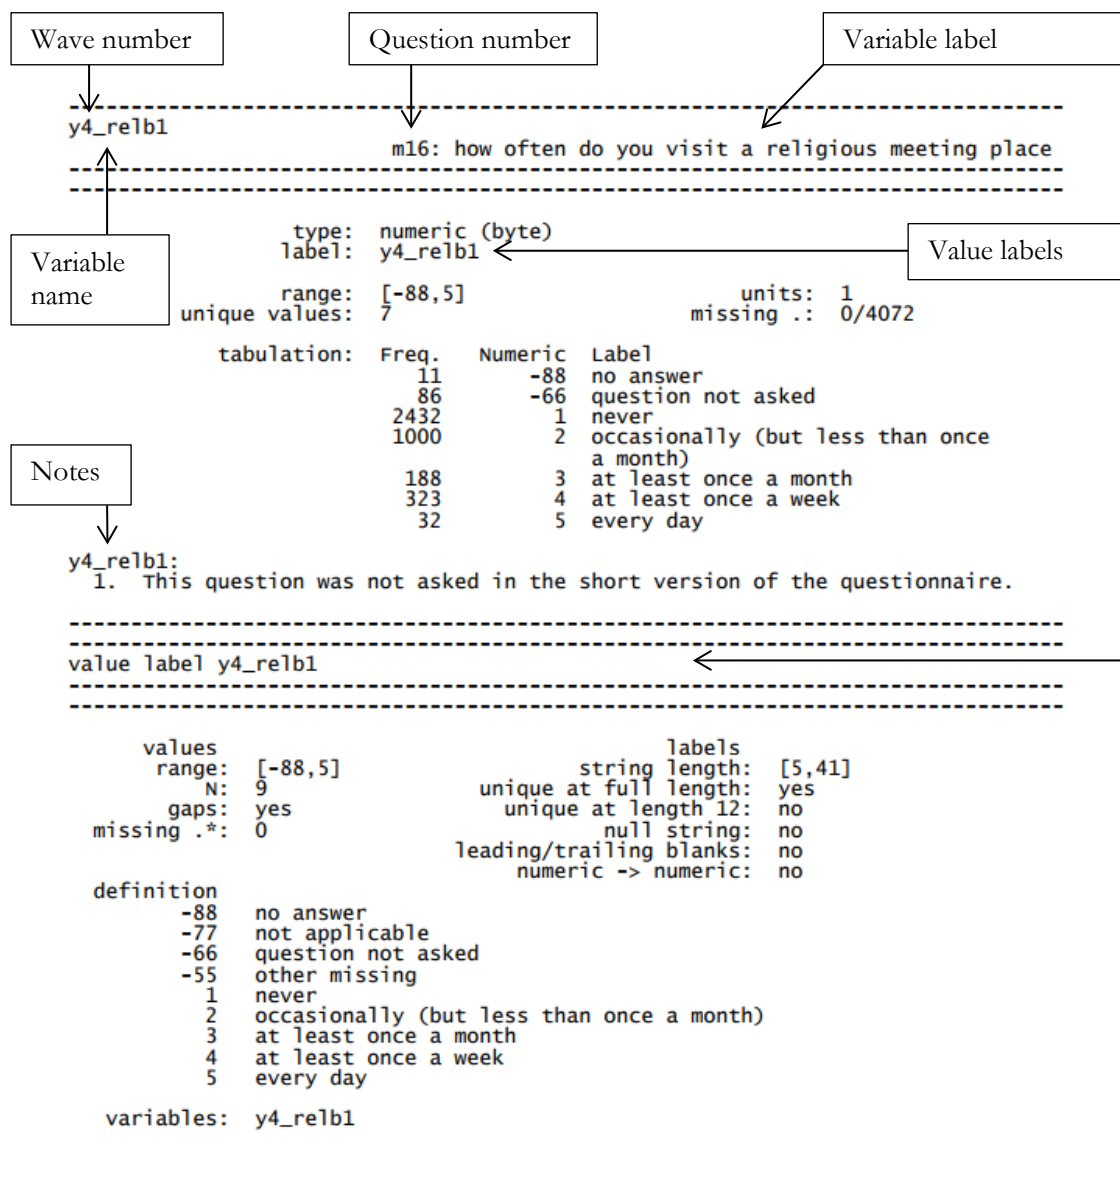 Wave number
Question number
Variable label
y4_relb1
m16: how often do you visit a religious meeting place
type: numeric (byte)
label: y4_relb1
Value labels
Variable
name
range: [-88,5] units: 1
unique values: 7 missing .: 0/4072
tabulation: Freq. Numeric Label
11 -88 no answer
86 -66 question not asked
2432 1 never
1000 2 occasionally (but less than once
a month)
188 3 at least once a month
323 4 at least once a week
32 5 every day
Notes
y4_relb1:
1. This question was not asked in the short version of the questionnaire.
value label y4_relb1
values labels
range: [-88,5] string length: [5,41]
N: 9 unique at full length: yes
gaps: yes unique at length 12: no
missing .*: 0 null string: no
leading/trailing blanks: no
numeric -> numeric: no
definition
-88 no answer
-77 not applicable
-66 question not asked
-55 other missing
1 never
2 occasionally (but less than once a month)
3 at least once a month
4 at least once a week
5 every day
variables: y4_relb1